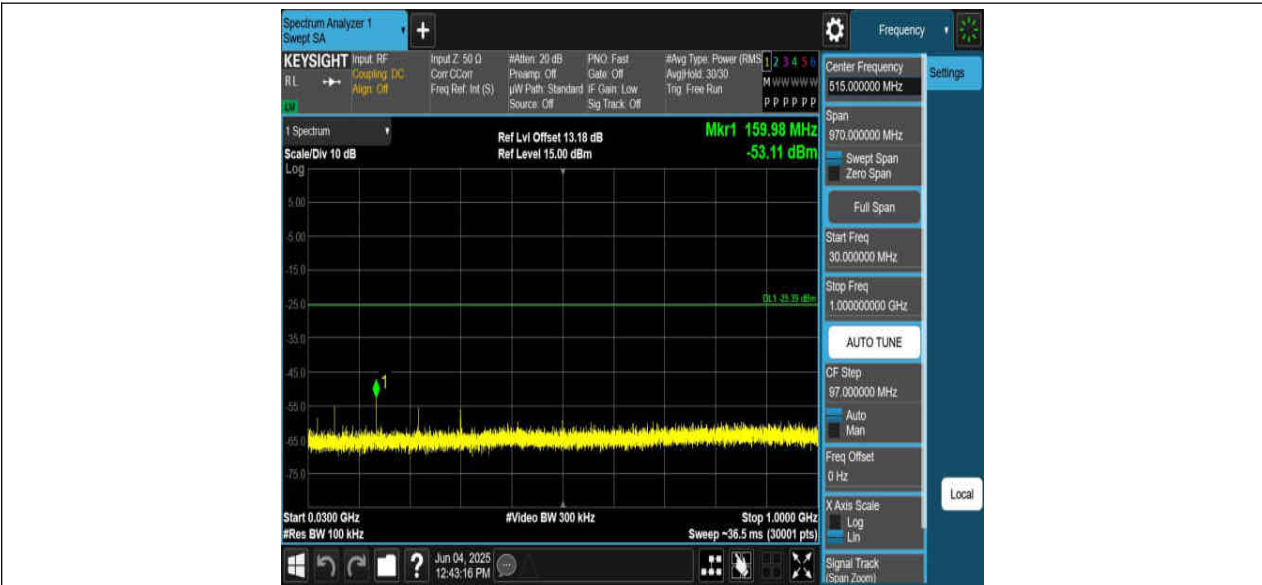 Spectrum Analyzer 1
Swept SA
Frequency
KEYSIGHT
RL
LXI
Input: RF
Coupling: DC
Align: Off
Input Z: 50 Ω
Corr CCorr
Freq Ref: Int (S)
#Atten: 20 dB
Preamp: Off
µW Path: Standard
Source: Off
PNO: Fast
Gate: Off
IF Gain: Low
Sig Track: Off
#Avg Type: Power (RMS
Avg|Hold: 30/30
Trig: Free Run
1 2 3 4 5 6
M W W W W W
P P P P P P
1 Spectrum
Scale/Div 10 dB
Log
Ref Lvl Offset 13.18 dB
Ref Level 15.00 dBm
Mkr1 159.98 MHz
-53.11 dBm
5.00
-5.00
-15.0
-25.0
-35.0
-45.0
-55.0
-65.0
-75.0
DL1 -25.39 dBm
1
Start 0.0300 GHz
#Res BW 100 kHz
#Video BW 300 kHz
Stop 1.0000 GHz
Sweep ~36.5 ms (30001 pts)
Jun 04, 2025
12:43:16 PM
Center Frequency
515.000000 MHz
Settings
Span
970.000000 MHz
Swept Span
Zero Span
Full Span
Start Freq
30.000000 MHz
Stop Freq
1.000000000 GHz
AUTO TUNE
CF Step
97.000000 MHz
Auto
Man
Freq Offset
0 Hz
X Axis Scale
Log
Lin
Signal Track
(Span Zoom)
Local